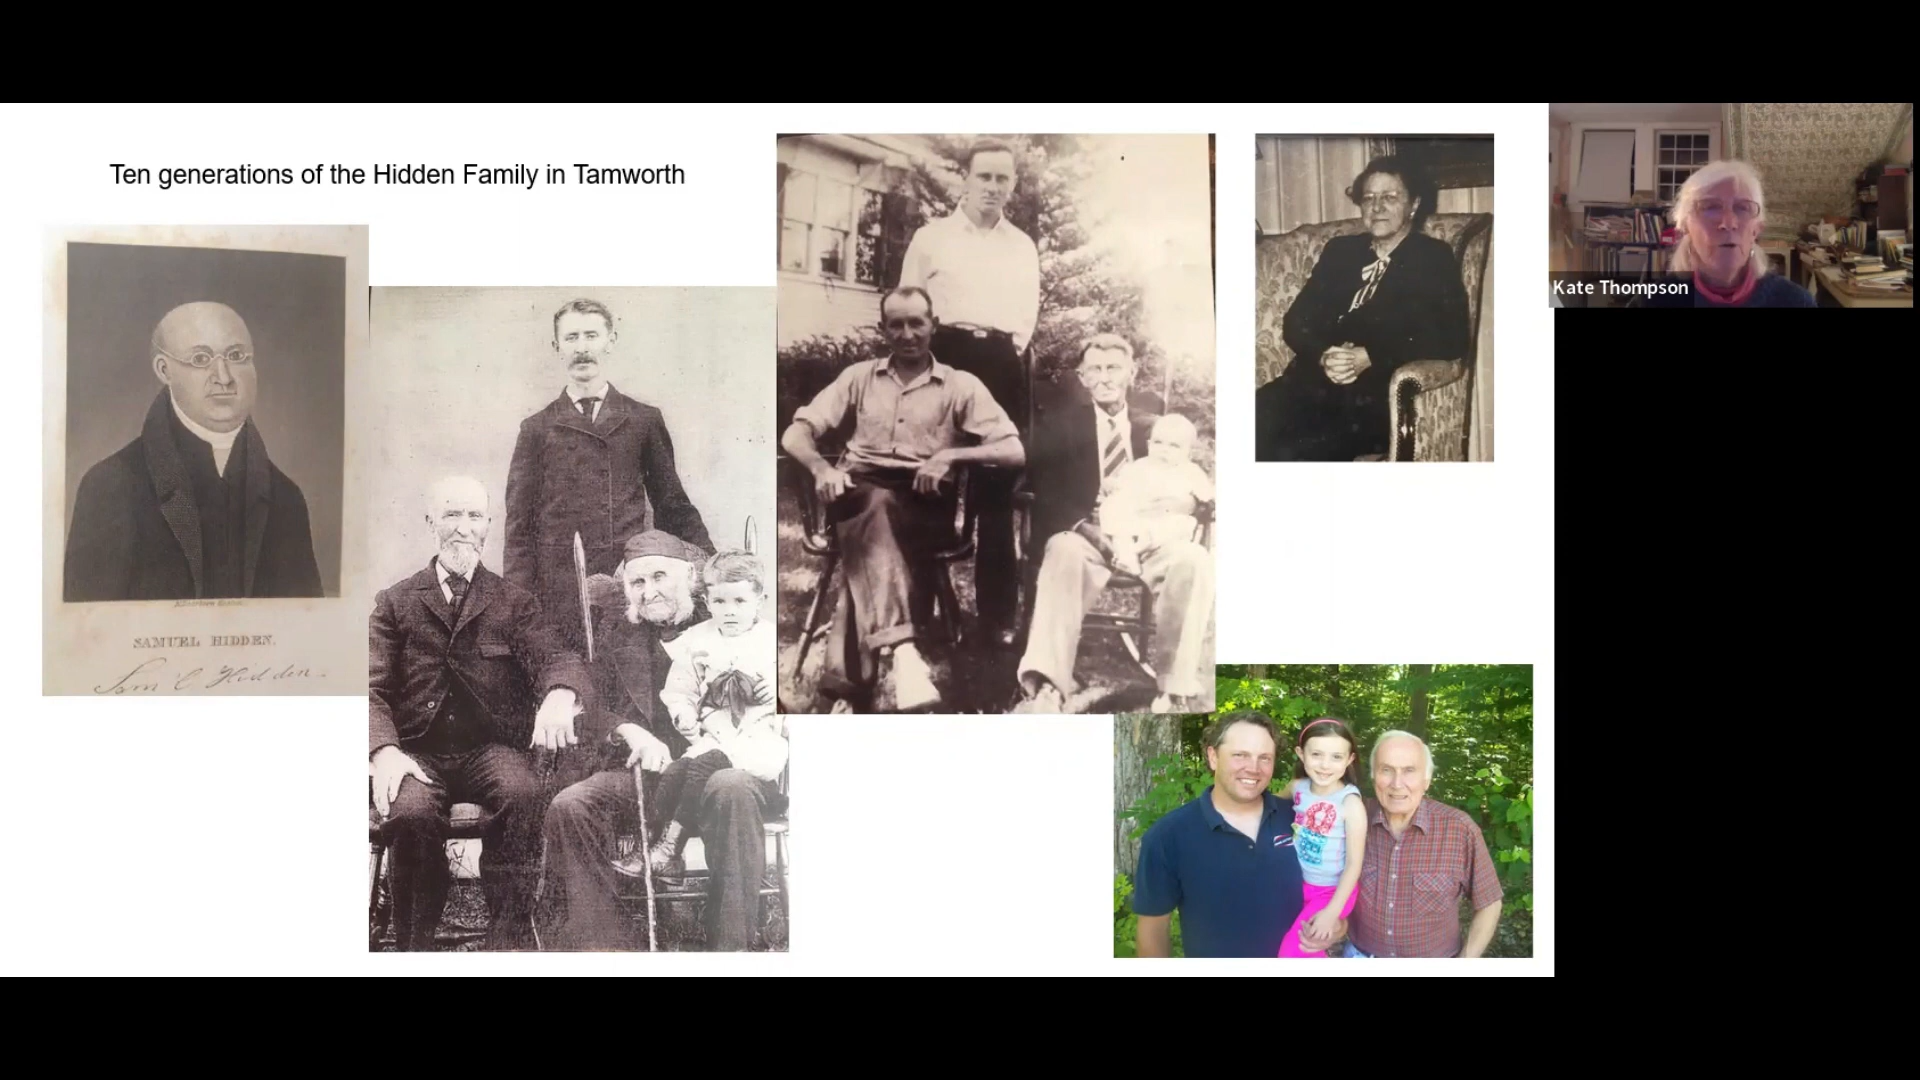 Ten generations of the Hidden Family in Tamworth
Kate Thompson
SAMUEL HIDDEN.
Sam'l Hidden